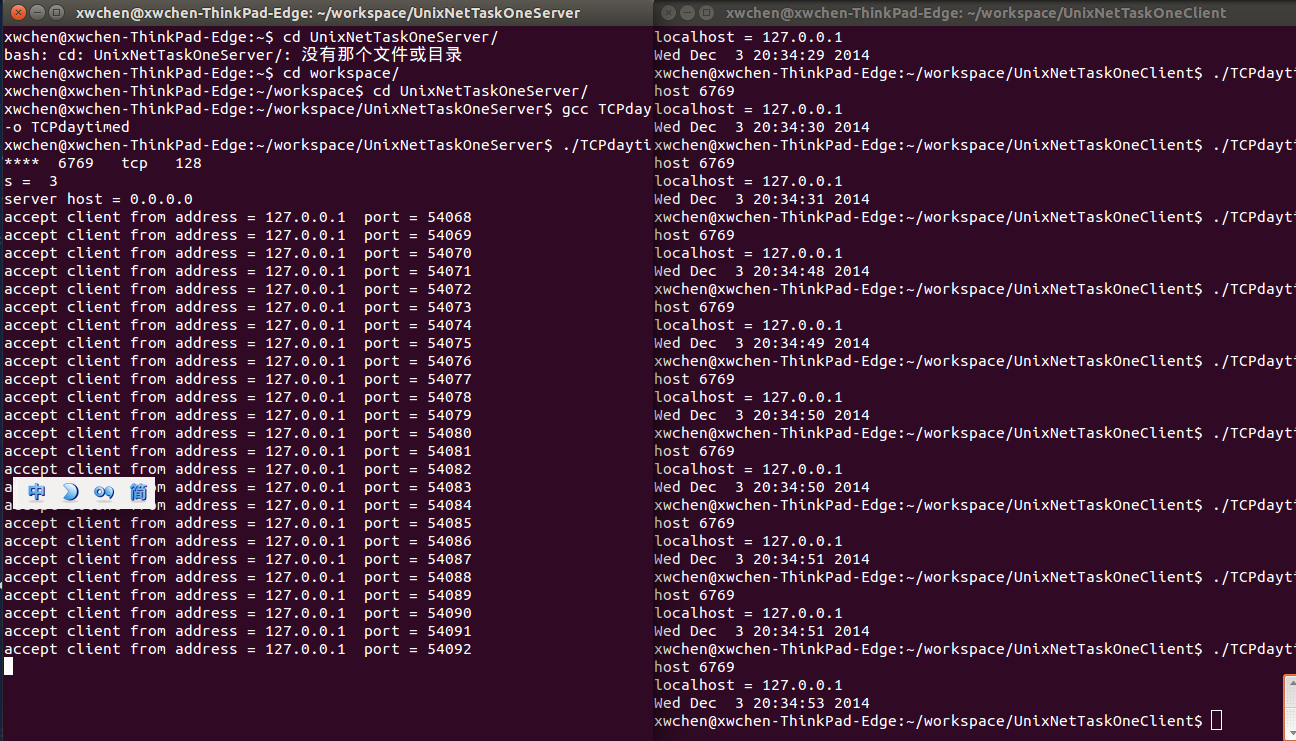 xwchen@xwchen-ThinkPad-Edge: ~/workspace/UnixNetTaskOneServer
xwchen@xwchen-ThinkPad-Edge:~$ cd UnixNetTaskOneServer/
bash: cd: UnixNetTaskOneServer/: 没有那个文件或目录
xwchen@xwchen-ThinkPad-Edge:~$ cd workspace/
xwchen@xwchen-ThinkPad-Edge:~/workspace$ cd UnixNetTaskOneServer/
xwchen@xwchen-ThinkPad-Edge:~/workspace/UnixNetTaskOneServer$ gcc TCPday
-o TCPdaytimed
xwchen@xwchen-ThinkPad-Edge:~/workspace/UnixNetTaskOneServer$ ./TCPdayti
**** 6769 tcp 128
s = 3
server host = 0.0.0.0
accept client from address = 127.0.0.1 port = 54068
accept client from address = 127.0.0.1 port = 54069
accept client from address = 127.0.0.1 port = 54070
accept client from address = 127.0.0.1 port = 54071
accept client from address = 127.0.0.1 port = 54072
accept client from address = 127.0.0.1 port = 54073
accept client from address = 127.0.0.1 port = 54074
accept client from address = 127.0.0.1 port = 54075
accept client from address = 127.0.0.1 port = 54076
accept client from address = 127.0.0.1 port = 54077
accept client from address = 127.0.0.1 port = 54078
accept client from address = 127.0.0.1 port = 54079
accept client from address = 127.0.0.1 port = 54080
accept client from address = 127.0.0.1 port = 54081
accept client from address = 127.0.0.1 port = 54082
中 简
address = 127.0.0.1 port = 54083
address = 127.0.0.1 port = 54084
accept client from address = 127.0.0.1 port = 54085
accept client from address = 127.0.0.1 port = 54086
accept client from address = 127.0.0.1 port = 54087
accept client from address = 127.0.0.1 port = 54088
accept client from address = 127.0.0.1 port = 54089
accept client from address = 127.0.0.1 port = 54090
accept client from address = 127.0.0.1 port = 54091
accept client from address = 127.0.0.1 port = 54092
xwchen@xwchen-ThinkPad-Edge: ~/workspace/UnixNetTaskOneClient
localhost = 127.0.0.1
Wed Dec 3 20:34:29 2014
xwchen@xwchen-ThinkPad-Edge:~/workspace/UnixNetTaskOneClient$ ./TCPdayti
host 6769
localhost = 127.0.0.1
Wed Dec 3 20:34:30 2014
xwchen@xwchen-ThinkPad-Edge:~/workspace/UnixNetTaskOneClient$ ./TCPdayti
host 6769
localhost = 127.0.0.1
Wed Dec 3 20:34:31 2014
xwchen@xwchen-ThinkPad-Edge:~/workspace/UnixNetTaskOneClient$ ./TCPdayti
host 6769
localhost = 127.0.0.1
Wed Dec 3 20:34:48 2014
xwchen@xwchen-ThinkPad-Edge:~/workspace/UnixNetTaskOneClient$ ./TCPdayti
host 6769
localhost = 127.0.0.1
Wed Dec 3 20:34:49 2014
xwchen@xwchen-ThinkPad-Edge:~/workspace/UnixNetTaskOneClient$ ./TCPdayti
host 6769
localhost = 127.0.0.1
Wed Dec 3 20:34:50 2014
xwchen@xwchen-ThinkPad-Edge:~/workspace/UnixNetTaskOneClient$ ./TCPdayti
host 6769
localhost = 127.0.0.1
Wed Dec 3 20:34:50 2014
xwchen@xwchen-ThinkPad-Edge:~/workspace/UnixNetTaskOneClient$ ./TCPdayti
host 6769
localhost = 127.0.0.1
Wed Dec 3 20:34:51 2014
xwchen@xwchen-ThinkPad-Edge:~/workspace/UnixNetTaskOneClient$ ./TCPdayti
host 6769
localhost = 127.0.0.1
Wed Dec 3 20:34:51 2014
xwchen@xwchen-ThinkPad-Edge:~/workspace/UnixNetTaskOneClient$ ./TCPdayti
host 6769
localhost = 127.0.0.1
Wed Dec 3 20:34:53 2014
xwchen@xwchen-ThinkPad-Edge:~/workspace/UnixNetTaskOneClient$